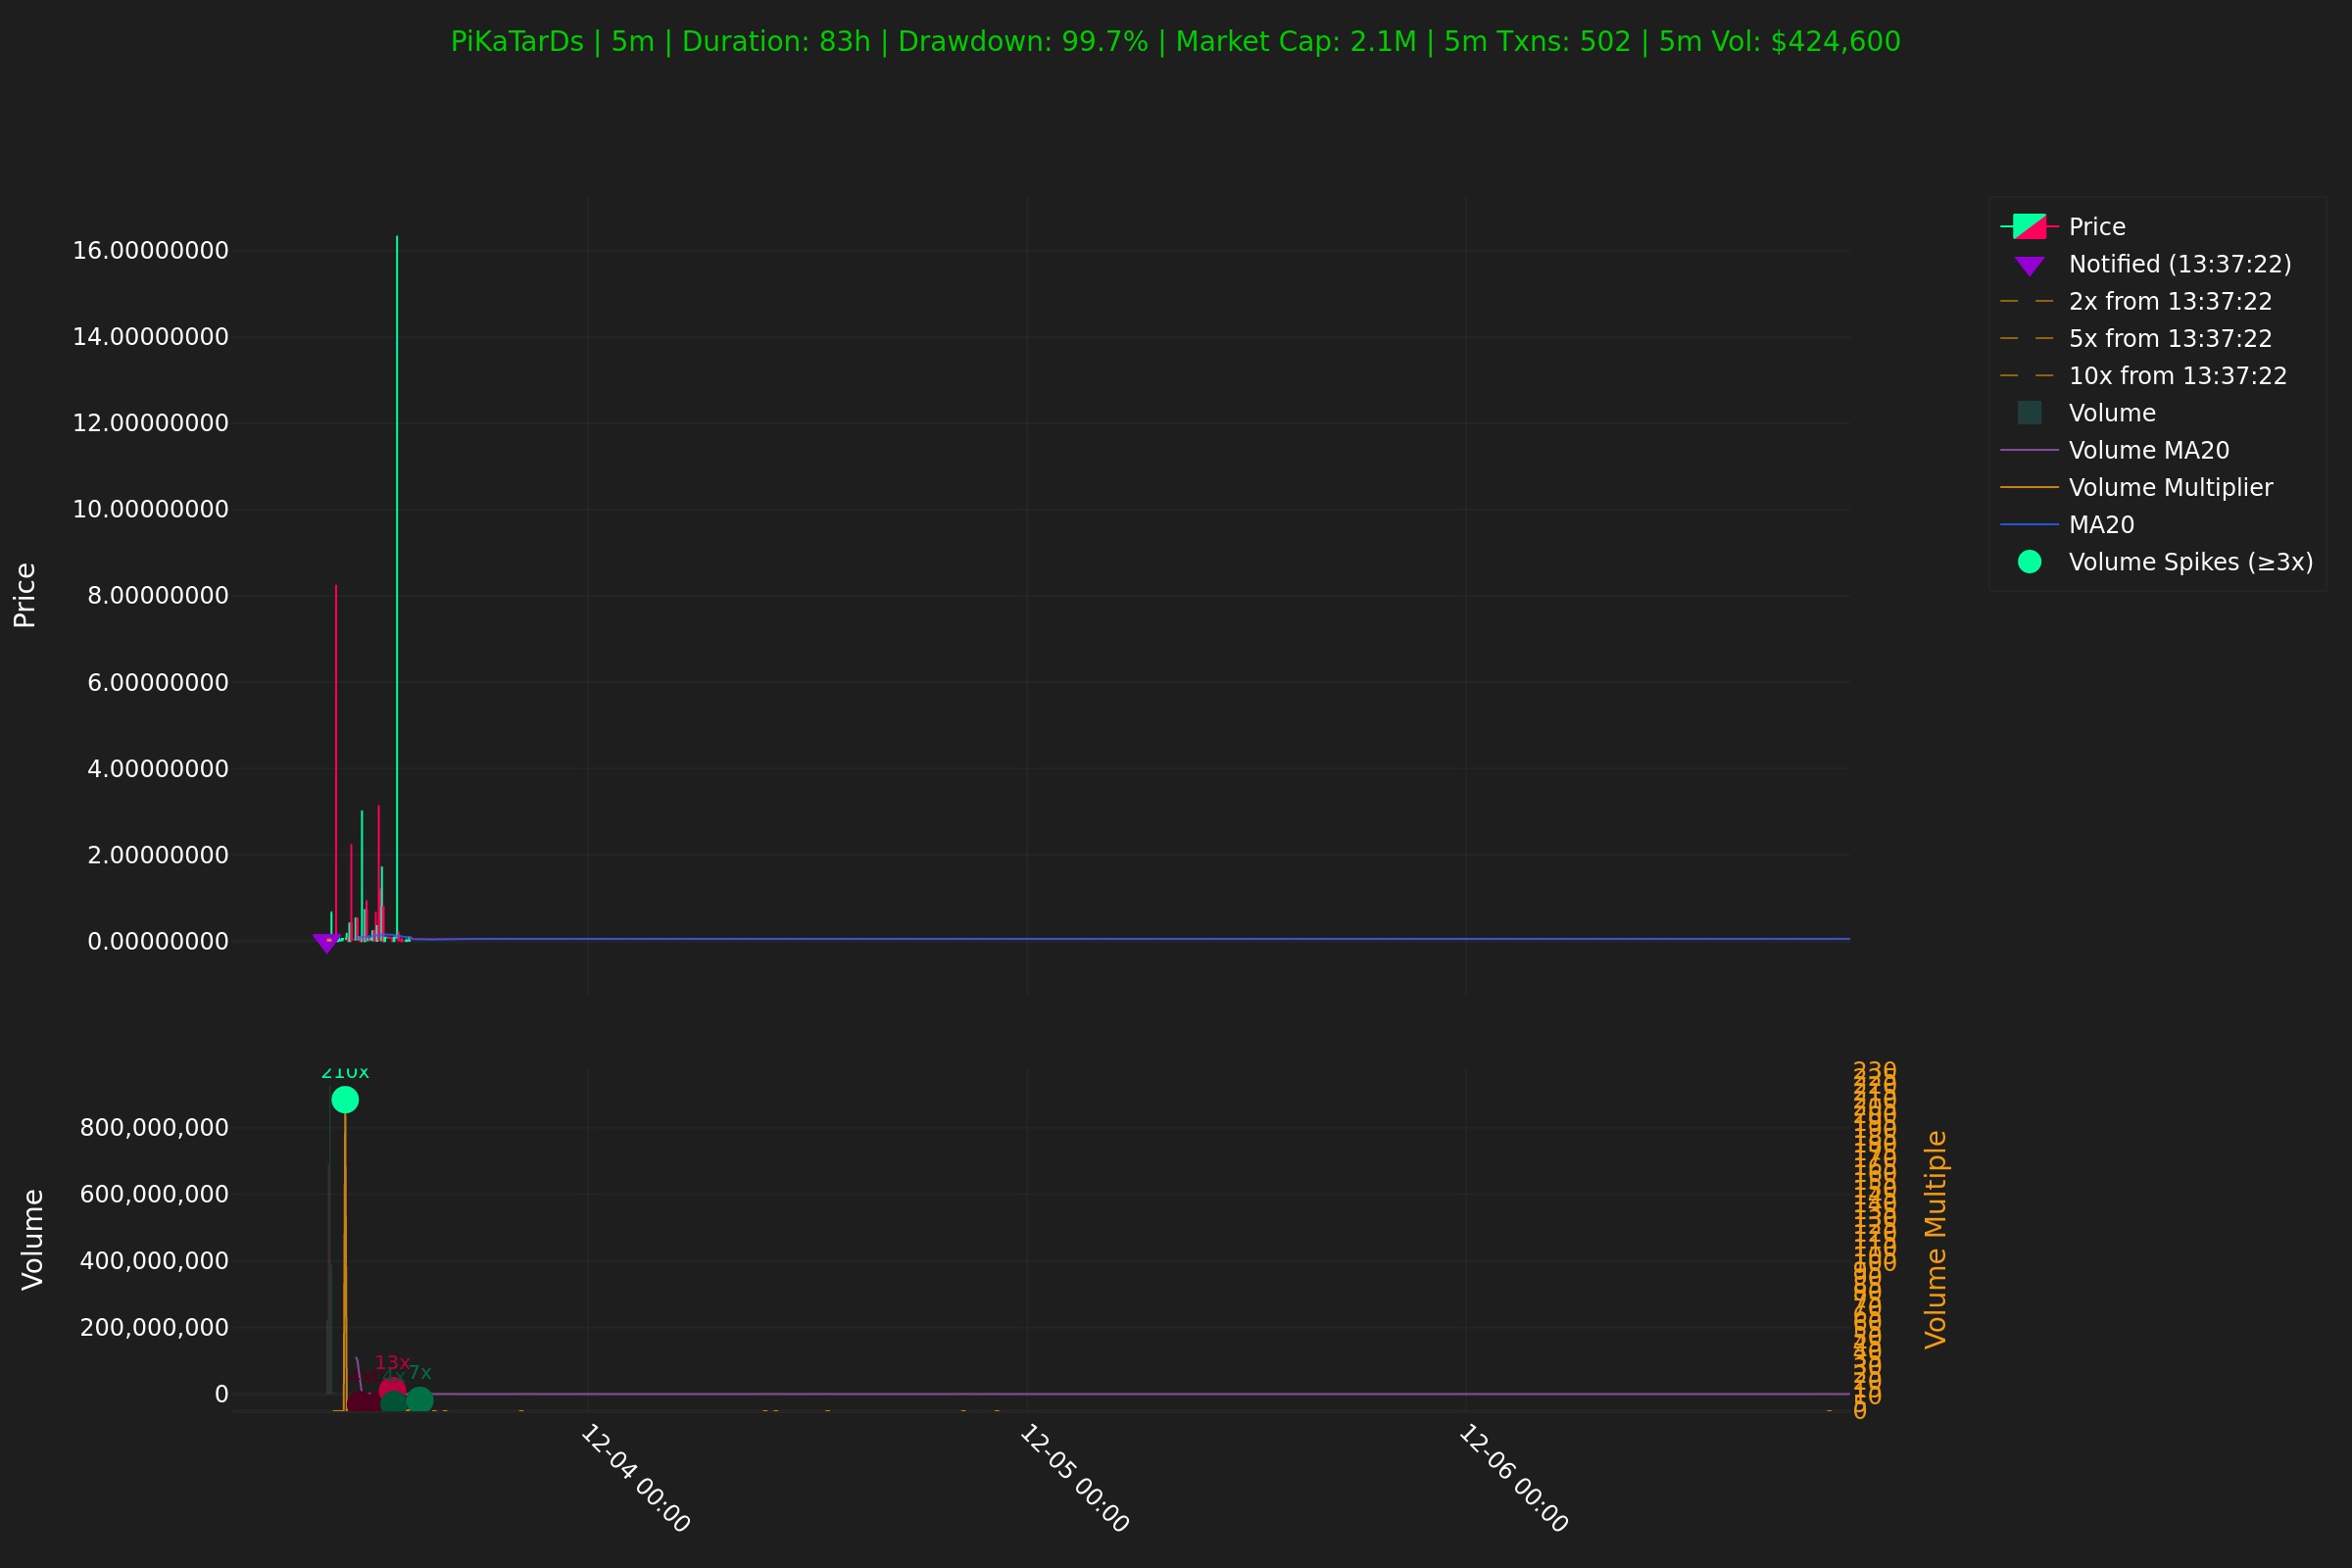 PiKaTarDs | 5m | Duration: 83h | Drawdown: 99.7% | Market Cap: 2.1M | 5m Txns: 502 | 5m Vol: $424,600
Price
16.00000000
14.00000000
12.00000000
10.00000000
8.00000000
6.00000000
4.00000000
2.00000000
0.00000000
Price
Notified (13:37:22)
2x from 13:37:22
5x from 13:37:22
10x from 13:37:22
Volume
Volume MA20
Volume Multiplier
MA20
Volume Spikes (≥3x)
Volume
800,000,000
600,000,000
400,000,000
200,000,000
0
210x
13x
4x
7x
Volume Multiple
230
100
10
0
12-04 00:00
12-05 00:00
12-06 00:00